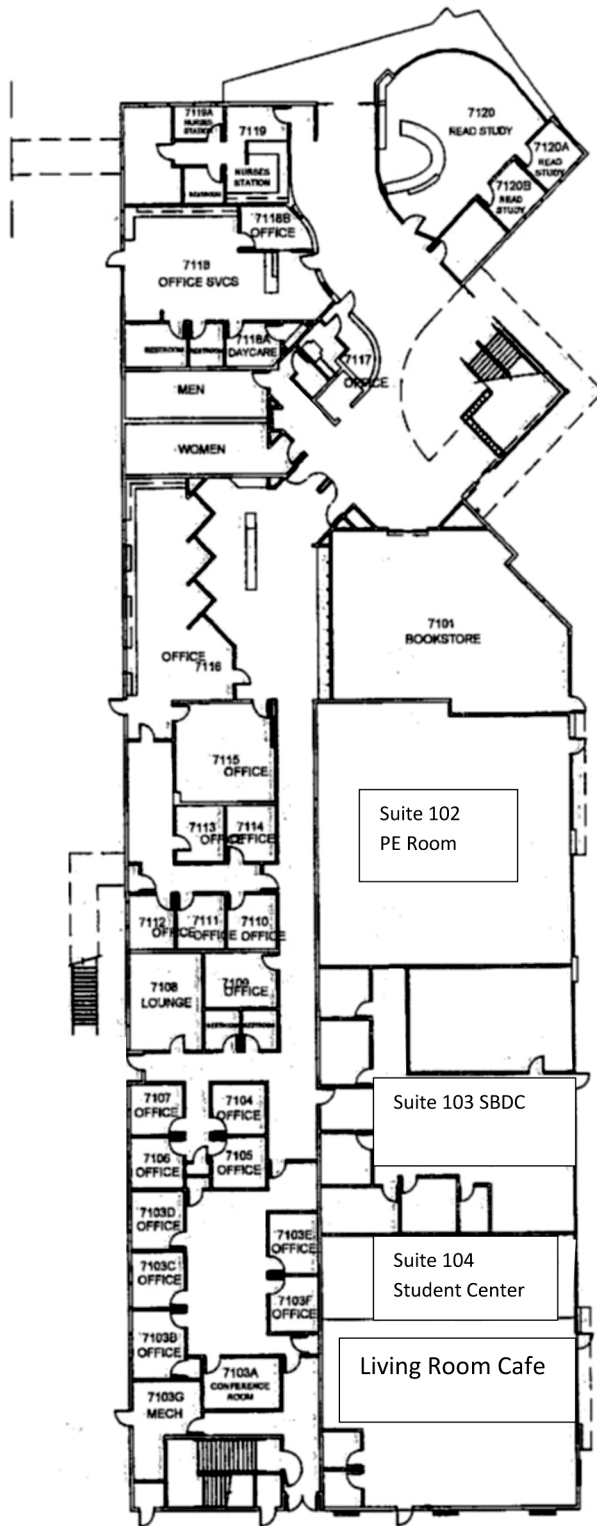 7119A
NURSES
STATION
7119
NURSES
STATION
7120
READ STUDY
7120A
READ
STUDY
7120B
READ
STUDY
7118B
OFFICE
7118
OFFICE SVCS
RESTROOM
RESTROOM
7118A
DAYCARE
7117
OFFICE
MEN
WOMEN
7101
BOOKSTORE
OFFICE
7116
7115
OFFICE
Suite 102
PE Room
7113
OFFICE
7114
OFFICE
7112
OFFICE
7111
OFFICE
7110
OFFICE
7108
LOUNGE
7109
OFFICE
7107
OFFICE
7104
OFFICE
Suite 103 SBDC
7106
OFFICE
7105
OFFICE
7103D
OFFICE
7103E
OFFICE
7103C
OFFICE
7103F
OFFICE
Suite 104
Student Center
7103B
OFFICE
7103A
CONFERENCE
ROOM
Living Room Cafe
7103G
MECH